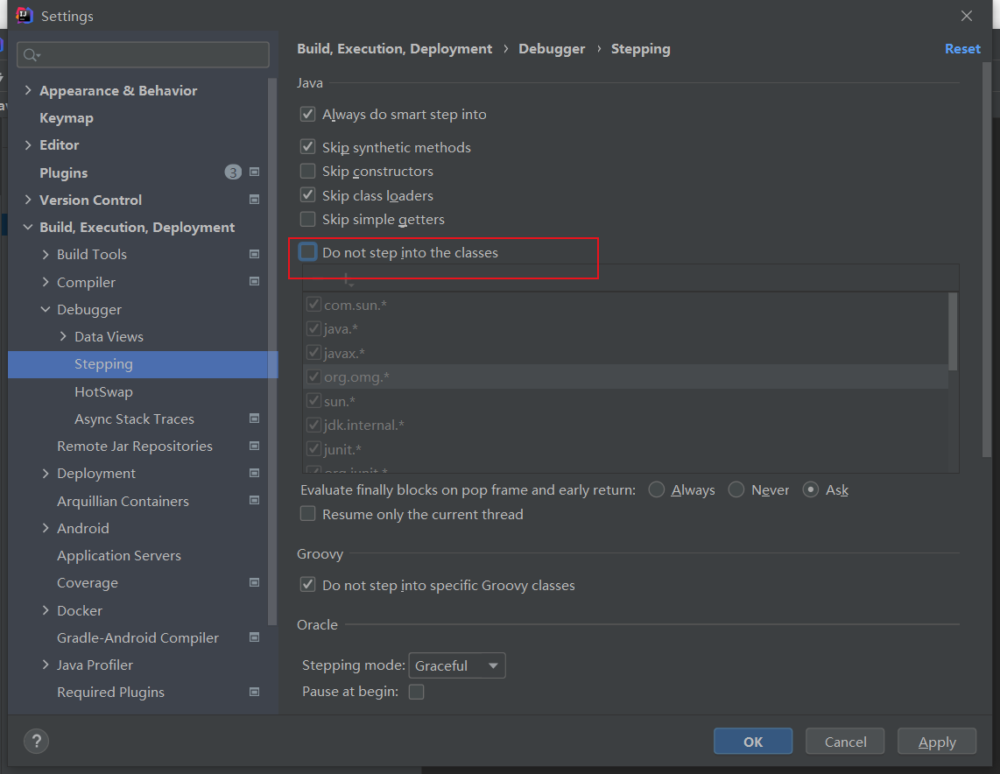 Settings
Appearance & Behavior
Keymap
Editor
Plugins 3
Version Control
Build, Execution, Deployment
Build Tools
Compiler
Debugger
Data Views
Stepping
HotSwap
Async Stack Traces
Remote Jar Repositories
Deployment
Arquillian Containers
Android
Application Servers
Coverage
Docker
Gradle-Android Compiler
Java Profiler
Required Plugins
Build, Execution, Deployment › Debugger › Stepping
Reset
Java
Always do smart step into
Skip synthetic methods
Skip constructors
Skip class loaders
Skip simple getters
Do not step into the classes
com.sun.*
java.*
javax.*
org.omg.*
sun.*
jdk.internal.*
junit.*
org.junit.*
Evaluate finally blocks on pop frame and early return: Always Never Ask
Resume only the current thread
Groovy
Do not step into specific Groovy classes
Oracle
Stepping mode: Graceful
Pause at begin:
? OK Cancel Apply